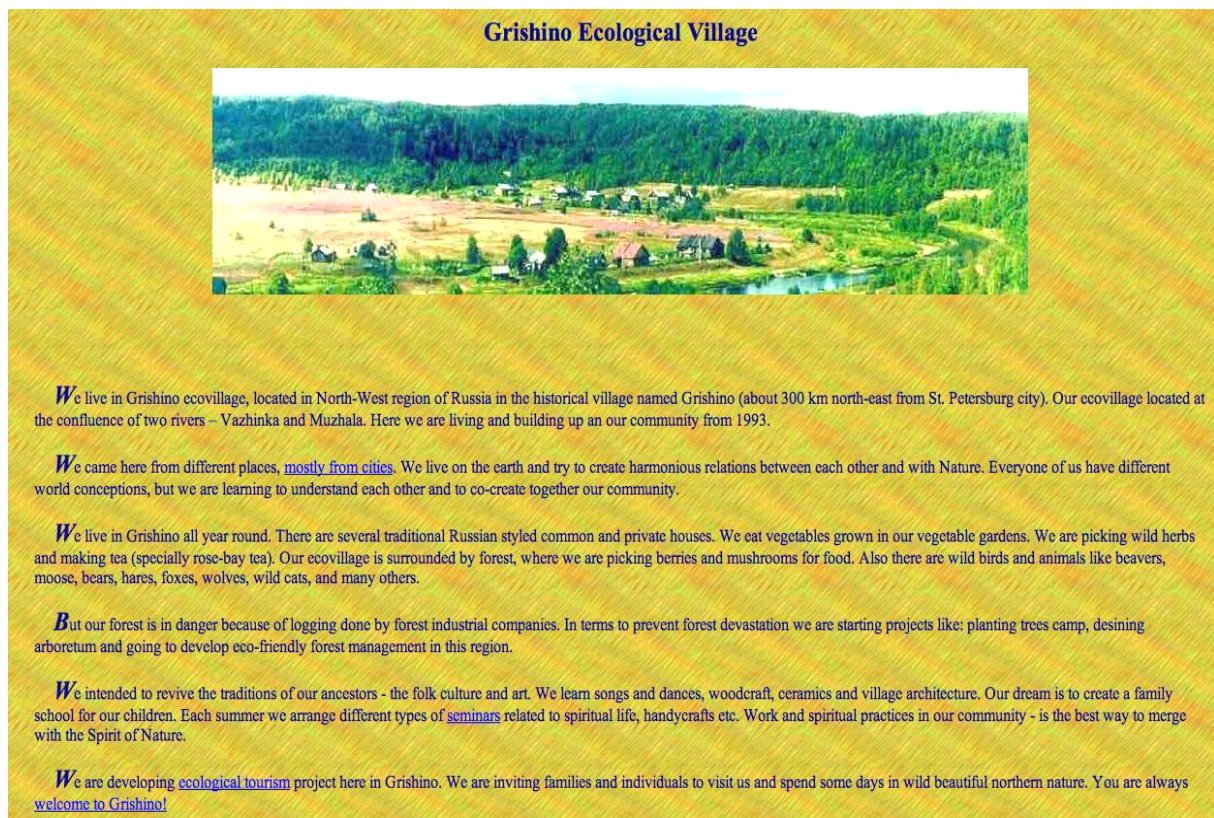 Grishino Ecological Village
We live in Grishino ecovillage, located in North-West region of Russia in the historical village named Grishino (about 300 km north-east from St. Petersburg city). Our ecovillage located at
the confluence of two rivers – Vazhinka and Muzhala. Here we are living and building up an our community from 1993.
We came here from different places, mostly from cities. We live on the earth and try to create harmonious relations between each other and with Nature. Everyone of us have different
world conceptions, but we are learning to understand each other and to co-create together our community.
We live in Grishino all year round. There are several traditional Russian styled common and private houses. We eat vegetables grown in our vegetable gardens. We are picking wild herbs
and making tea (specially rose-bay tea). Our ecovillage is surrounded by forest, where we are picking berries and mushrooms for food. Also there are wild birds and animals like beavers,
moose, bears, hares, foxes, wolves, wild cats, and many others.
But our forest is in danger because of logging done by forest industrial companies. In terms to prevent forest devastation we are starting projects like: planting trees camp, desining
arboretum and going to develop eco-friendly forest management in this region.
We intended to revive the traditions of our ancestors - the folk culture and art. We learn songs and dances, woodcraft, ceramics and village architecture. Our dream is to create a family
school for our children. Each summer we arrange different types of seminars related to spiritual life, handycrafts etc. Work and spiritual practices in our community - is the best way to merge
with the Spirit of Nature.
We are developing ecological tourism project here in Grishino. We are inviting families and individuals to visit us and spend some days in wild beautiful northern nature. You are always
welcome to Grishino!